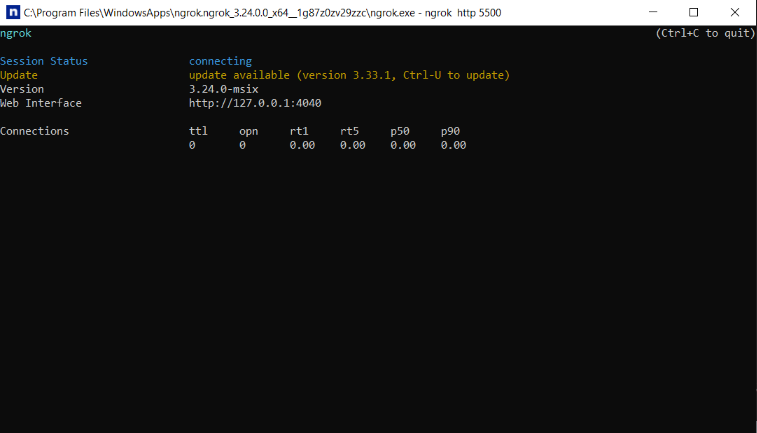 C:\Program Files\WindowsApps\ngrok.ngrok_3.24.0.0_x64__1g87z0zv29zzc\ngrok.exe - ngrok  http 5500
ngrok (Ctrl+C to quit)
Session Status connecting
Update update available (version 3.33.1, Ctrl-U to update)
Version 3.24.0-msix
Web Interface http://127.0.0.1:4040
Connections ttl opn rt1 rt5 p50 p90
0 0 0.00 0.00 0.00 0.00